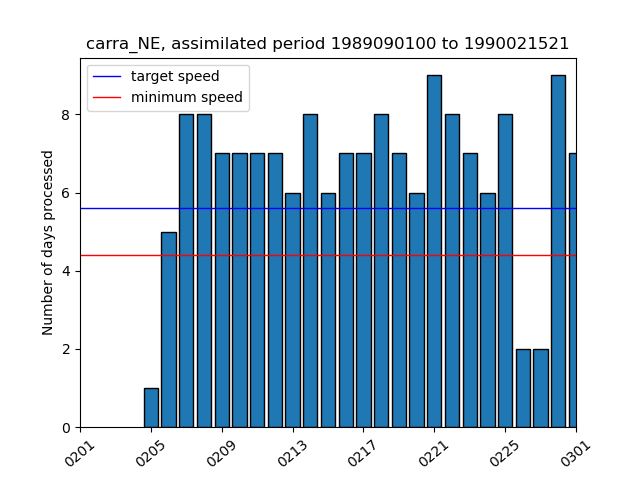 carra_NE, assimilated period 1989090100 to 1990021521
target speed
minimum speed
Number of days processed
8
6
4
2
0
0201 0205 0209 0213 0217 0221 0225 0301